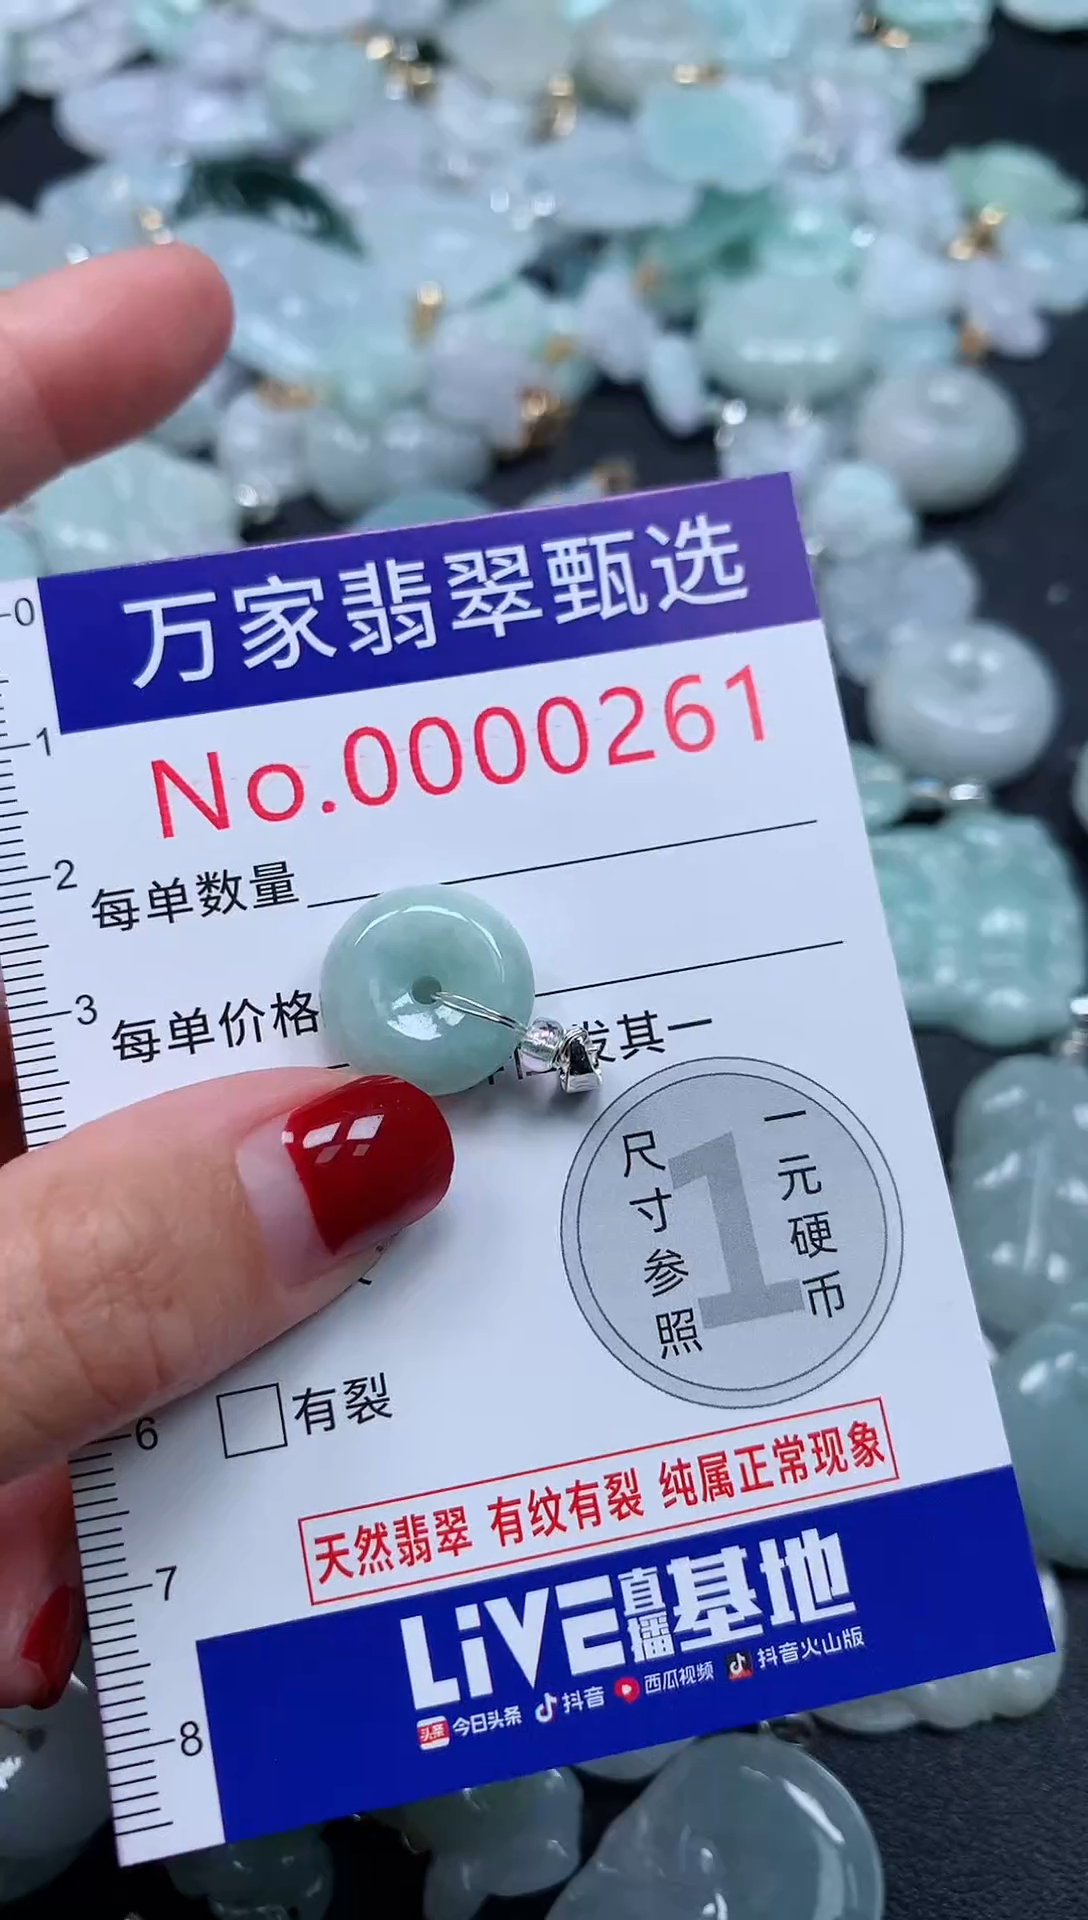 万家翡翠甄选
No.0000261
0
1
2
3
6
7
8
每单数量
每单价格
发其一
尺寸参照
1
一元硬币
有裂
天然翡翠 有纹有裂 纯属正常现象
LiVE直播基地
头条 今日头条 抖音 西瓜视频 抖音火山版